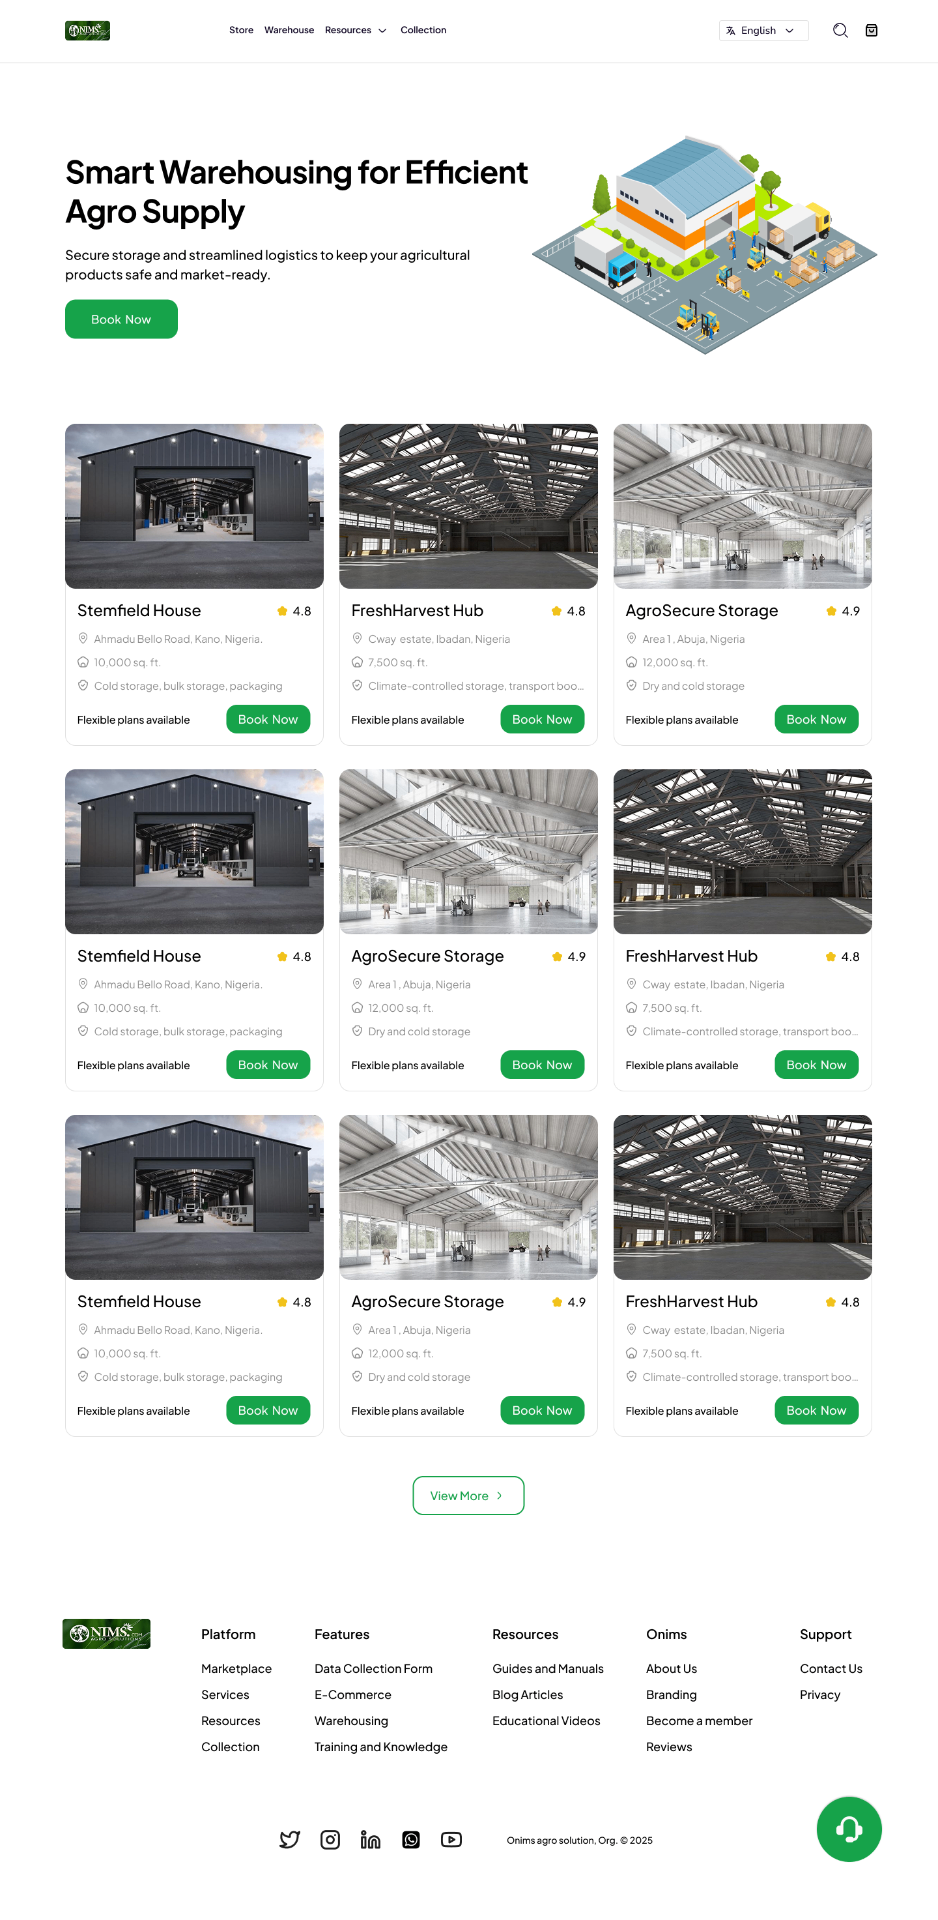 ONIMS
Store
Warehouse
Resources
Collection
English
Smart Warehousing for Efficient
Agro Supply
Secure storage and streamlined logistics to keep your agricultural
products safe and market-ready.
Book Now
Stemfield House
4.8
Ahmadu Bello Road, Kano, Nigeria.
10,000 sq. ft.
Cold storage, bulk storage, packaging
Flexible plans available
Book Now
FreshHarvest Hub
4.8
Cway estate, Ibadan, Nigeria
7,500 sq. ft.
Climate-controlled storage, transport boo...
Flexible plans available
Book Now
AgroSecure Storage
4.9
Area 1 , Abuja, Nigeria
12,000 sq. ft.
Dry and cold storage
Flexible plans available
Book Now
Stemfield House
4.8
Ahmadu Bello Road, Kano, Nigeria.
10,000 sq. ft.
Cold storage, bulk storage, packaging
Flexible plans available
Book Now
AgroSecure Storage
4.9
Area 1 , Abuja, Nigeria
12,000 sq. ft.
Dry and cold storage
Flexible plans available
Book Now
FreshHarvest Hub
4.8
Cway estate, Ibadan, Nigeria
7,500 sq. ft.
Climate-controlled storage, transport boo...
Flexible plans available
Book Now
Stemfield House
4.8
Ahmadu Bello Road, Kano, Nigeria.
10,000 sq. ft.
Cold storage, bulk storage, packaging
Flexible plans available
Book Now
AgroSecure Storage
4.9
Area 1 , Abuja, Nigeria
12,000 sq. ft.
Dry and cold storage
Flexible plans available
Book Now
FreshHarvest Hub
4.8
Cway estate, Ibadan, Nigeria
7,500 sq. ft.
Climate-controlled storage, transport boo...
Flexible plans available
Book Now
View More
ONIMS.COM
AGRO SOLUTIONS
Platform
Marketplace
Services
Resources
Collection
Features
Data Collection Form
E-Commerce
Warehousing
Training and Knowledge
Resources
Guides and Manuals
Blog Articles
Educational Videos
Onims
About Us
Branding
Become a member
Reviews
Support
Contact Us
Privacy
Onims agro solution, Org. © 2025